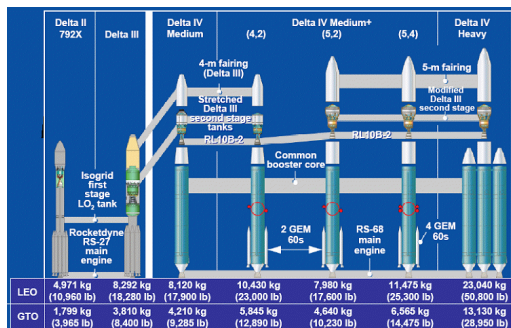 Delta II
792X
Delta III
Delta IV
Medium
Delta IV Medium+
(4,2)
(5,2)
(5,4)
Delta IV
Heavy
4-m fairing
(Delta III)
Stretched
Delta III
second stage
tanks
RL10B-2
5-m fairing
Modified
Delta III
second stage
RL10B-2
Common
booster core
Isogrid
first
stage
LO2 tank
Rocketdyne
RS-27
main
engine
2 GEM
60s
RS-68
main
engine
4 GEM
60s
LEO 4,971 kg 8,292 kg 8,120 kg 10,430 kg 7,980 kg 11,475 kg 23,040 kg
(10,960 lb) (18,280 lb) (17,900 lb) (23,000 lb) (17,600 lb) (25,300 lb) (50,800 lb)
GTO 1,799 kg 3,810 kg 4,210 kg 5,845 kg 4,640 kg 6,565 kg 13,130 kg
(3,965 lb) (8,400 lb) (9,285 lb) (12,890 lb) (10,230 lb) (14,475 lb) (28,950 lb)